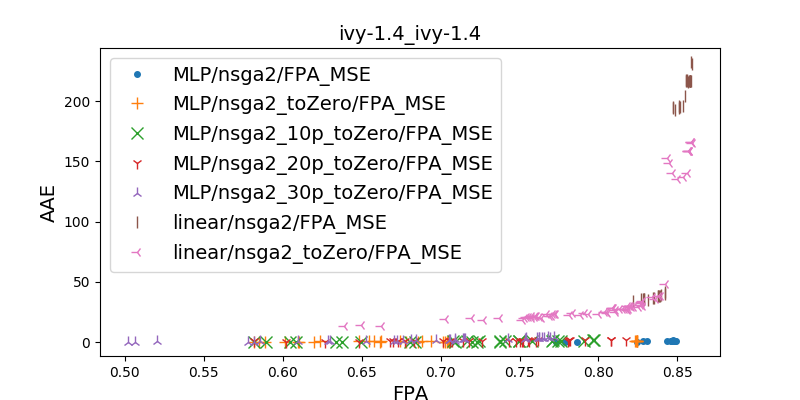 ivy-1.4_ivy-1.4
AAE
200
150
100
50
0
MLP/nsga2/FPA_MSE
MLP/nsga2_toZero/FPA_MSE
MLP/nsga2_10p_toZero/FPA_MSE
MLP/nsga2_20p_toZero/FPA_MSE
MLP/nsga2_30p_toZero/FPA_MSE
linear/nsga2/FPA_MSE
linear/nsga2_toZero/FPA_MSE
0.50 0.55 0.60 0.65 0.70 0.75 0.80 0.85
FPA